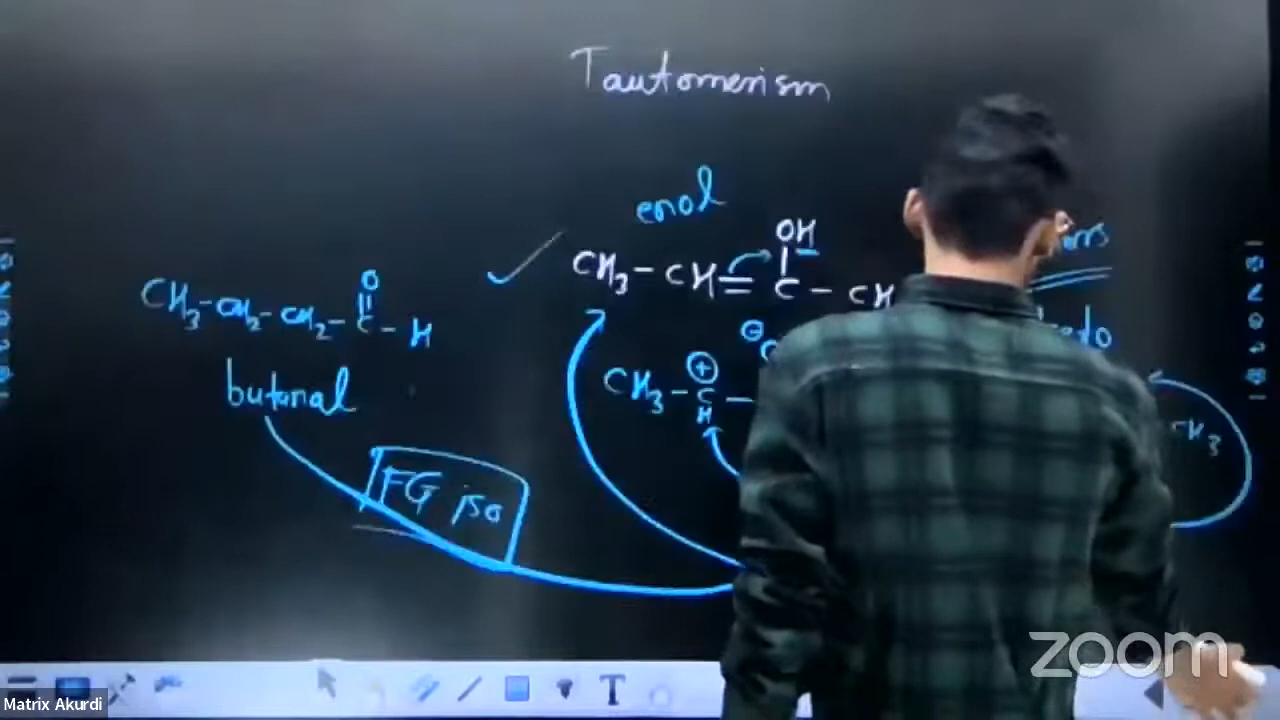 Tautomerism
enol
OH
CH3-CH=C-CH
O
CH3-CH2-CH2-C-H
butanal
CH3-C-
H
CH3
FG iso
zoom
Matrix Akurdi
T